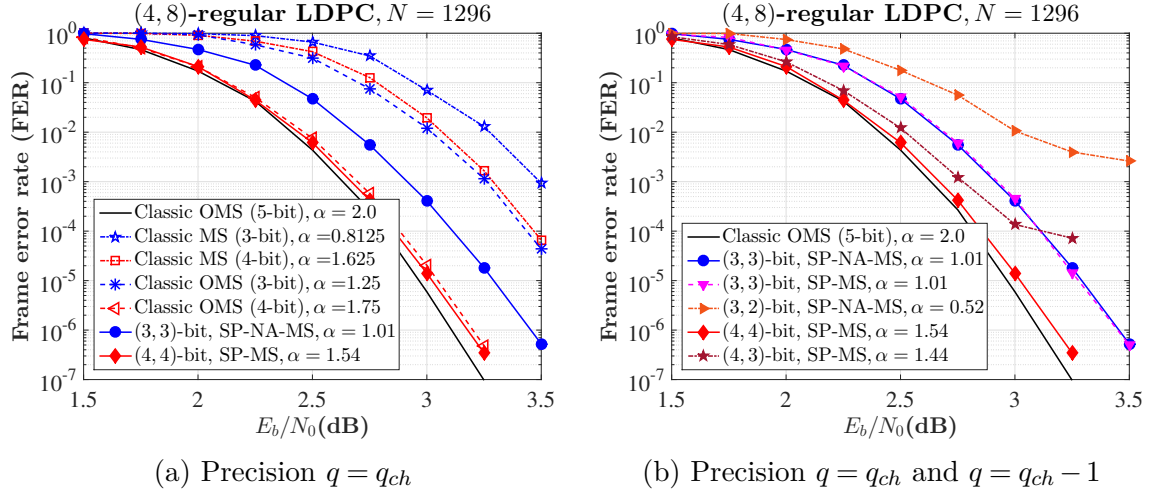 (4, 8)-regular LDPC, N = 1296
Frame error rate (FER)
10^0
10^-1
10^-2
10^-3
10^-4
10^-5
10^-6
10^-7
Classic OMS (5-bit), α = 2.0
Classic MS (3-bit), α =0.8125
Classic MS (4-bit), α =1.625
Classic OMS (3-bit), α =1.25
Classic OMS (4-bit), α =1.75
(3, 3)-bit, SP-NA-MS, α = 1.01
(4, 4)-bit, SP-MS, α = 1.54
1.5 2 2.5 3 3.5
E_b/N_0(dB)
(a) Precision q = q_ch
(4, 8)-regular LDPC, N = 1296
Frame error rate (FER)
10^0
10^-1
10^-2
10^-3
10^-4
10^-5
10^-6
10^-7
Classic OMS (5-bit), α = 2.0
(3, 3)-bit, SP-NA-MS, α = 1.01
(3, 3)-bit, SP-MS, α = 1.01
(3, 2)-bit, SP-NA-MS, α = 0.52
(4, 4)-bit, SP-MS, α = 1.54
(4, 3)-bit, SP-MS, α = 1.44
1.5 2 2.5 3 3.5
E_b/N_0(dB)
(b) Precision q = q_ch and q = q_ch − 1